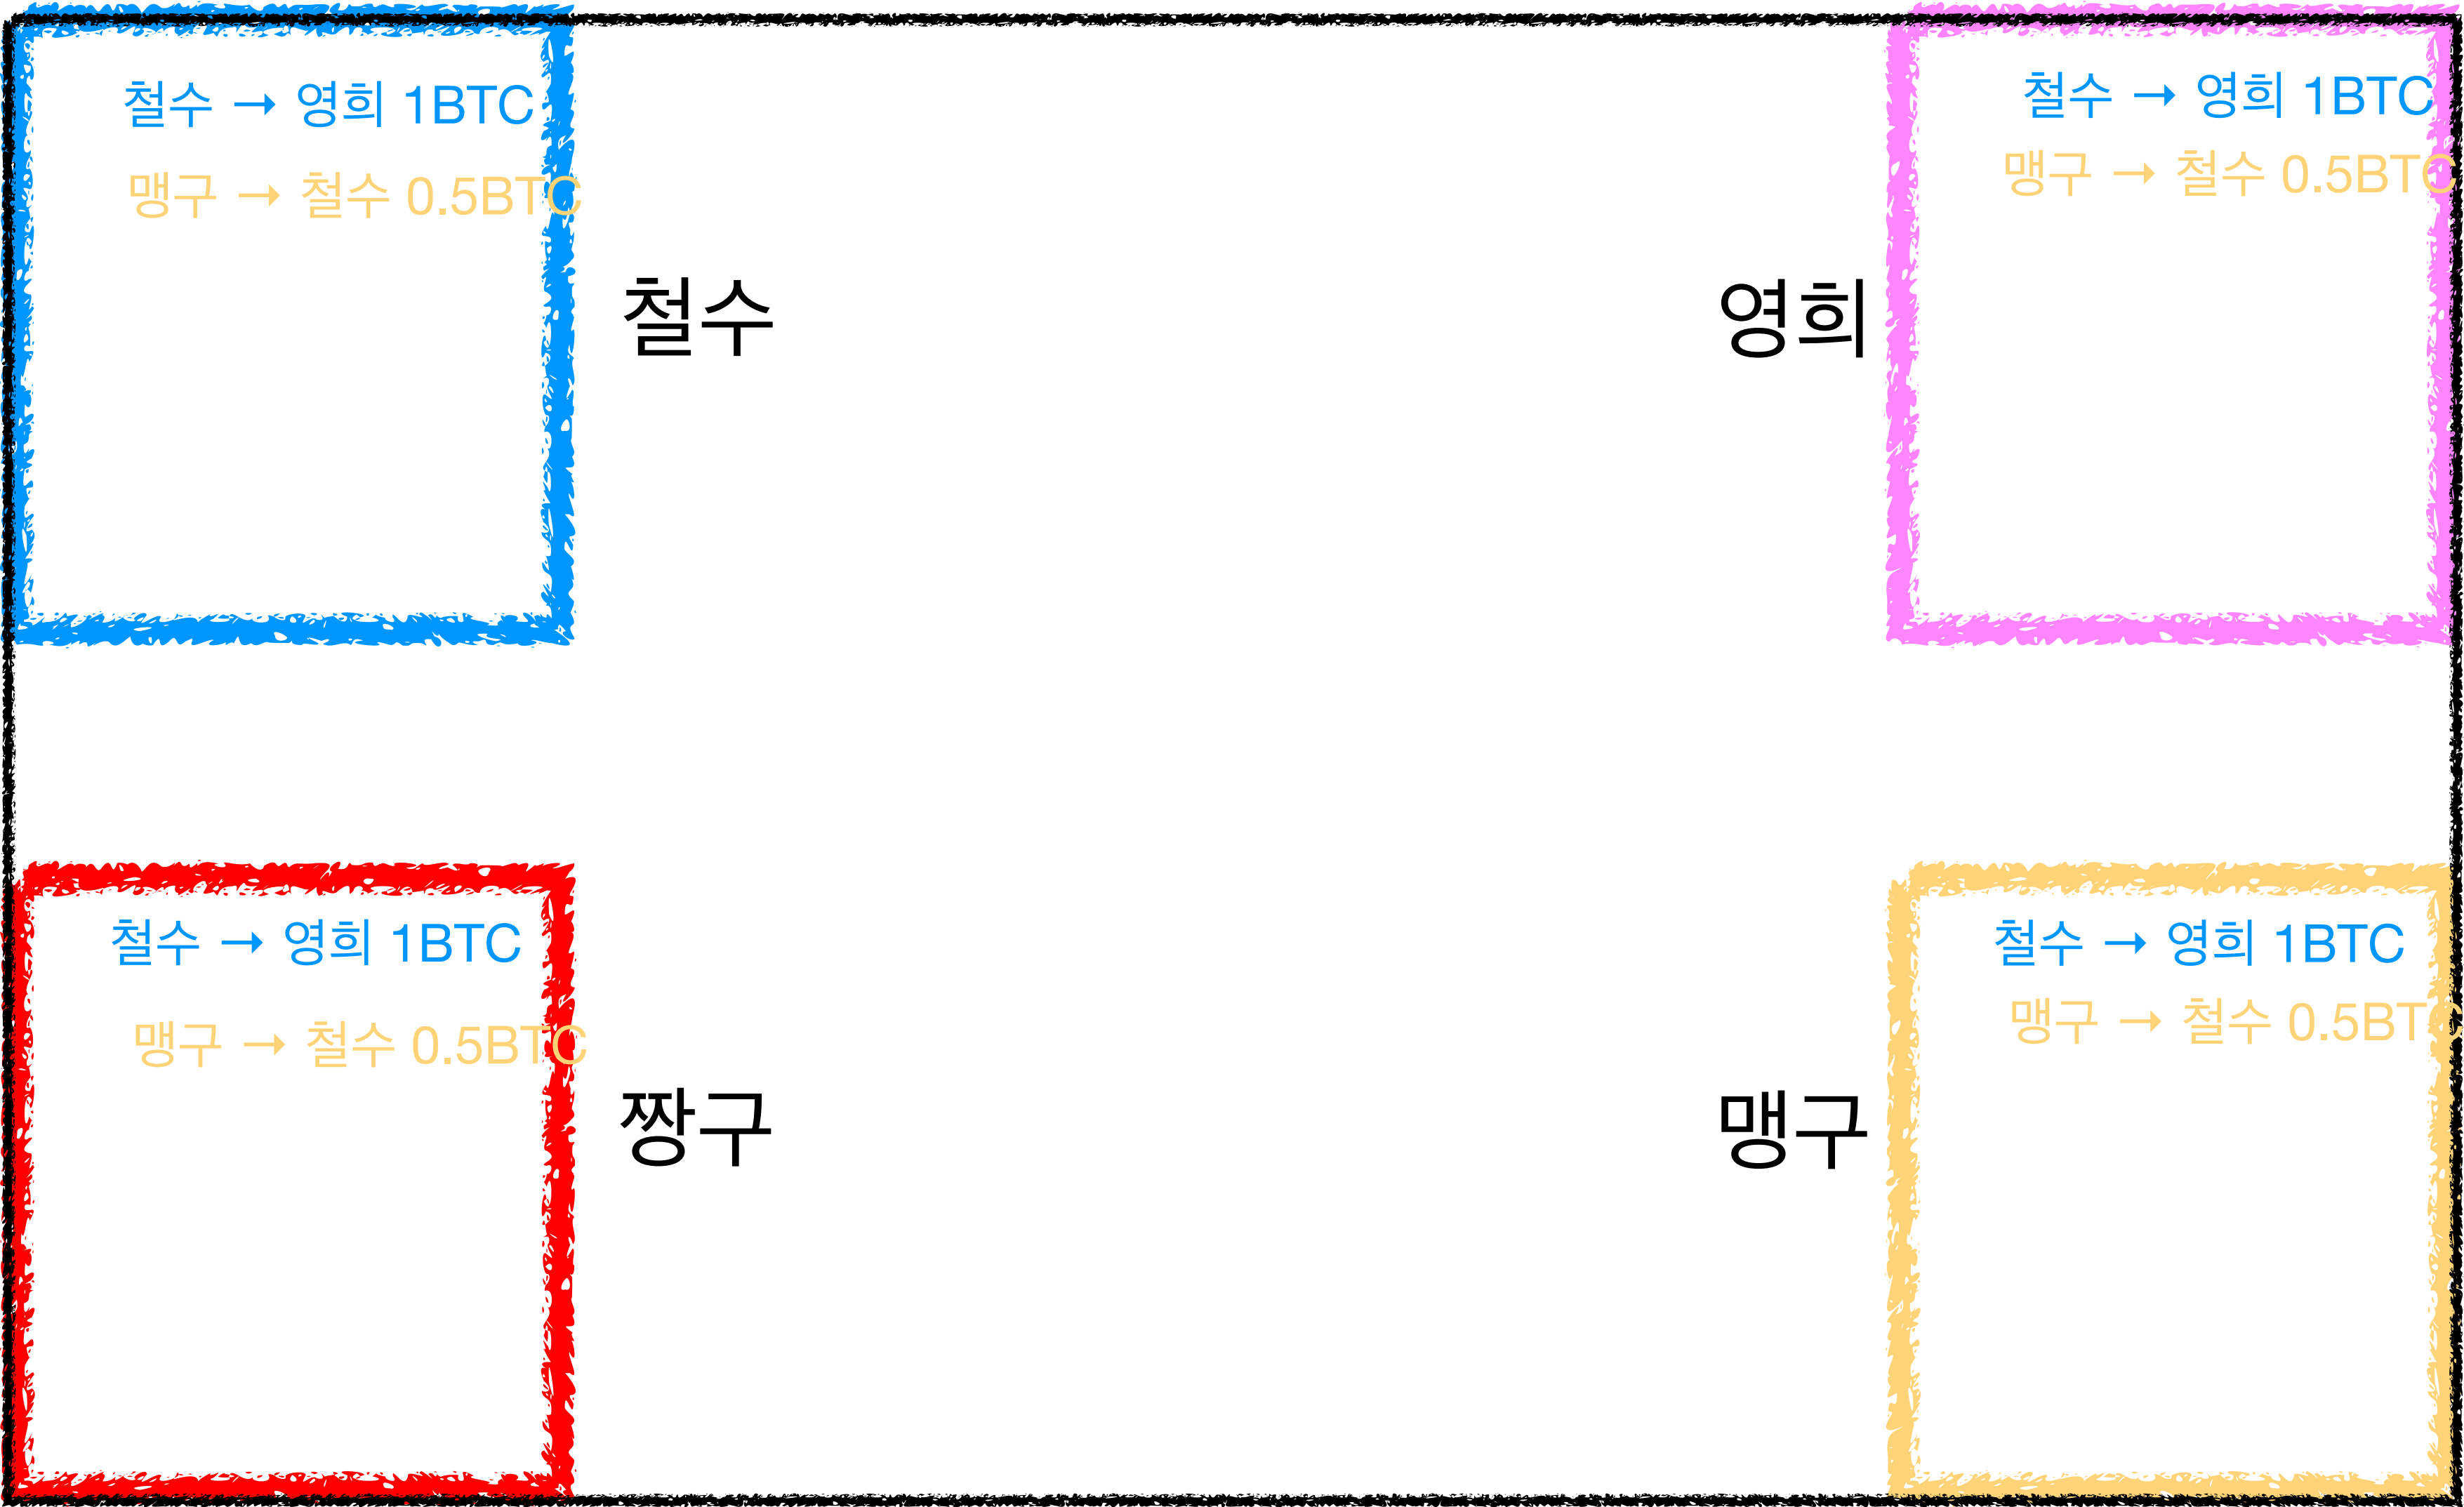 철수 → 영희 1BTC
맹구 → 철수 0.5BTC
철수
철수 → 영희 1BTC
맹구 → 철수 0.5BTC
영희
철수 → 영희 1BTC
맹구 → 철수 0.5BTC
짱구
철수 → 영희 1BTC
맹구 → 철수 0.5BTC
맹구